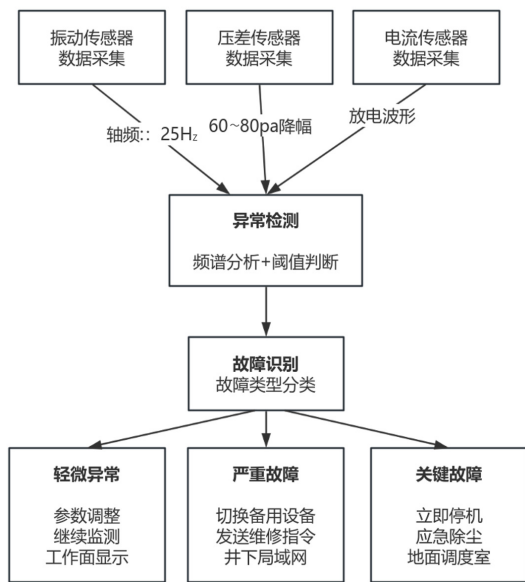 振动传感器
数据采集
压差传感器
数据采集
电流传感器
数据采集
轴频:：25Hz
60~80pa降幅
放电波形
异常检测
频谱分析+阈值判断
故障识别
故障类型分类
轻微异常
参数调整
继续监测
工作面显示
严重故障
切换备用设备
发送维修指令
井下局域网
关键故障
立即停机
应急除尘
地面调度室